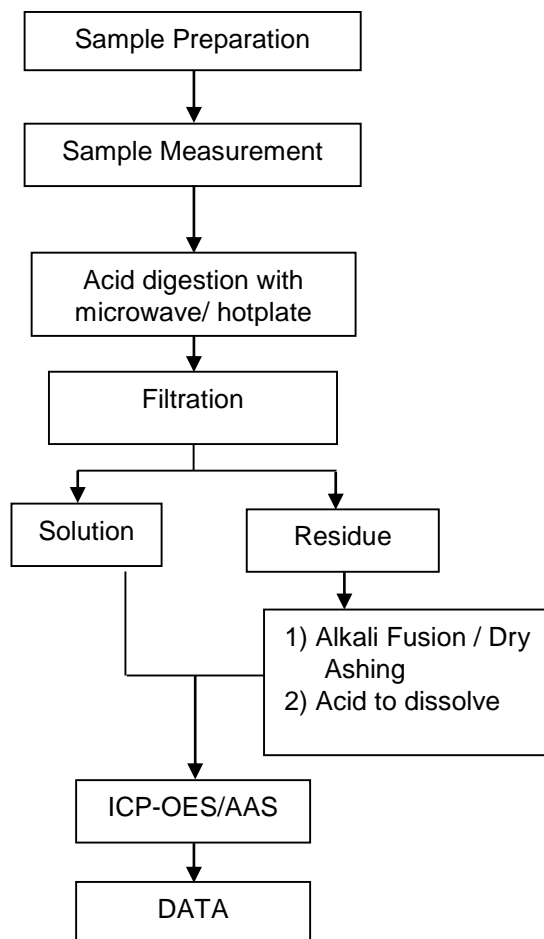 Sample Preparation
Sample Measurement
Acid digestion with
microwave/ hotplate
Filtration
Solution
Residue
1) Alkali Fusion / Dry
Ashing
2) Acid to dissolve
ICP-OES/AAS
DATA